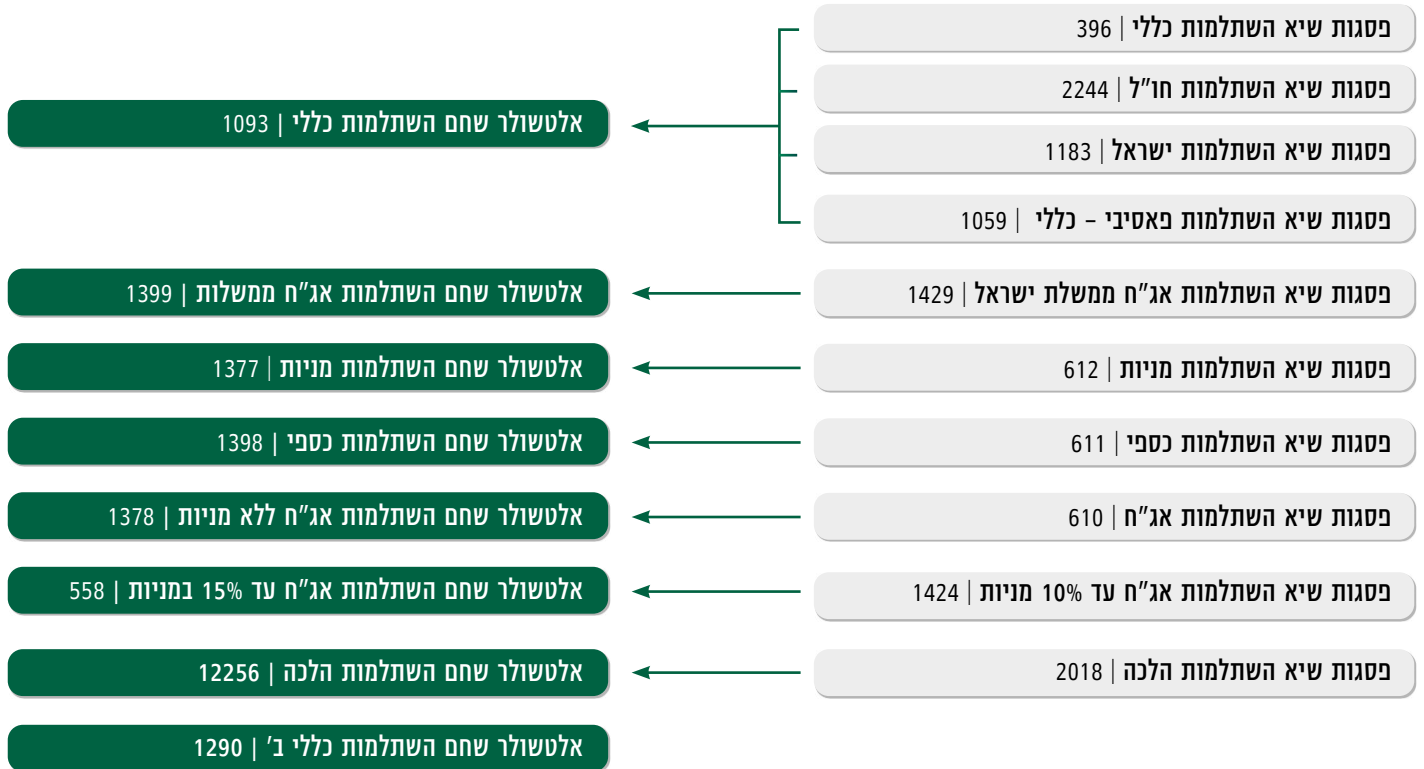 פסגות שיא השתלמות כללי | 396
פסגות שיא השתלמות חו"ל | 2244
פסגות שיא השתלמות ישראל | 1183
פסגות שיא השתלמות פאסיבי - כללי | 1059
אלטשולר שחם השתלמות כללי | 1093
פסגות שיא השתלמות אג"ח ממשלת ישראל | 1429
אלטשולר שחם השתלמות אג"ח ממשלות | 1399
פסגות שיא השתלמות מניות | 612
אלטשולר שחם השתלמות מניות | 1377
פסגות שיא השתלמות כספי | 611
אלטשולר שחם השתלמות כספי | 1398
פסגות שיא השתלמות אג"ח | 610
אלטשולר שחם השתלמות אג"ח ללא מניות | 1378
פסגות שיא השתלמות אג"ח עד 10% מניות | 1424
אלטשולר שחם השתלמות אג"ח עד 15% במניות | 558
פסגות שיא השתלמות הלכה | 2018
אלטשולר שחם השתלמות הלכה | 12256
אלטשולר שחם השתלמות כללי ב' | 1290